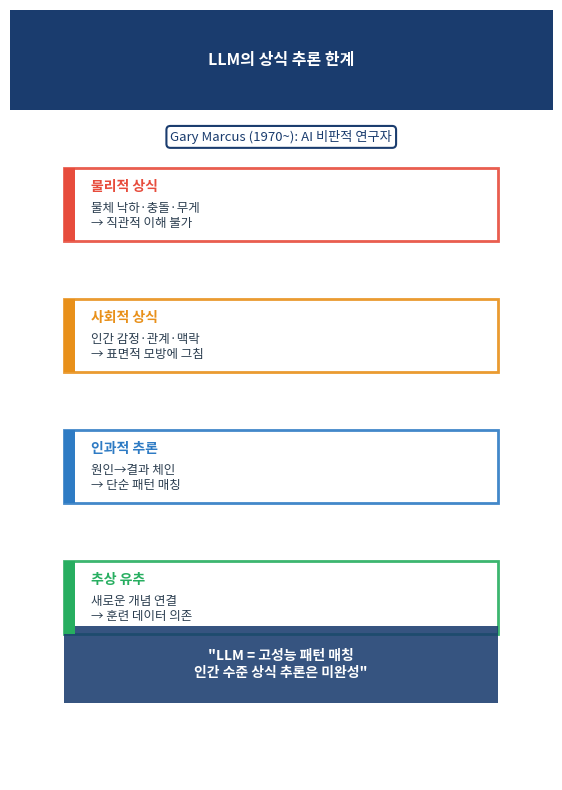 LLM의 상식 추론 한계
Gary Marcus (1970~): AI 비판적 연구자
물리적 상식
물체 낙하·충돌·무게
→ 직관적 이해 불가
사회적 상식
인간 감정·관계·맥락
→ 표면적 모방에 그침
인과적 추론
원인→결과 체인
→ 단순 패턴 매칭
추상 유추
새로운 개념 연결
→ 훈련 데이터 의존
"LLM = 고성능 패턴 매칭
인간 수준 상식 추론은 미완성"